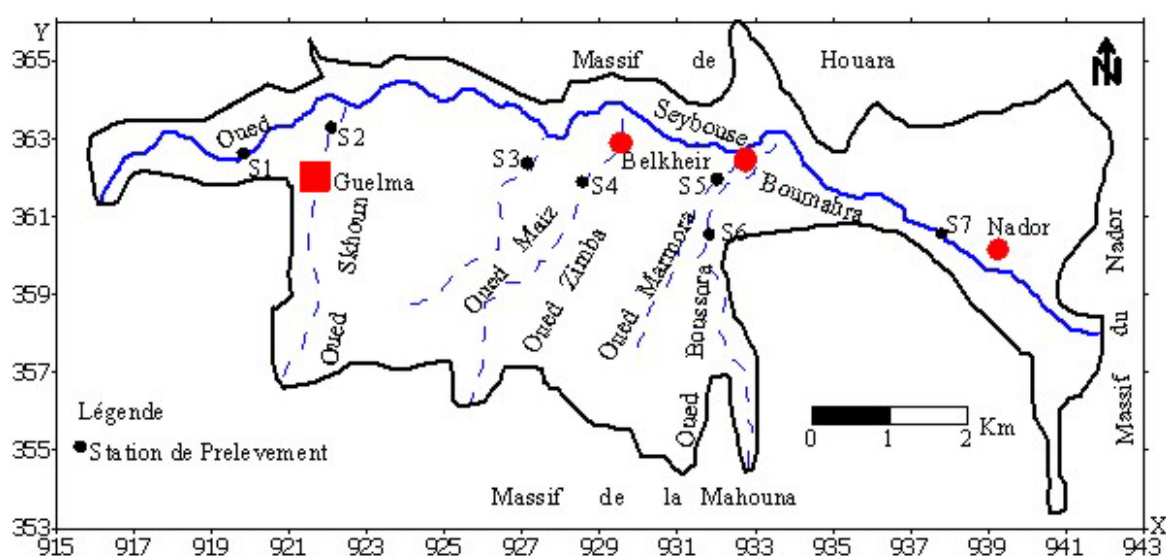 Y
365
363
361
359
357
355
353
915 917 919 921 923 925 927 929 931 933 935 937 939 941 943
X
N
Massif de Houara
Oued Seybouse
S1
S2
Guelma
Oued Skhoun
S3
Oued Maiz
S4
Belkheir
Oued Zimba
S5
Oued Marmora
S6
Oued Boussora
Boumahra
S7
Nador
Massif du Nador
Massif de la Mahouna
Légende
Station de Prelevement
0 1 2 Km